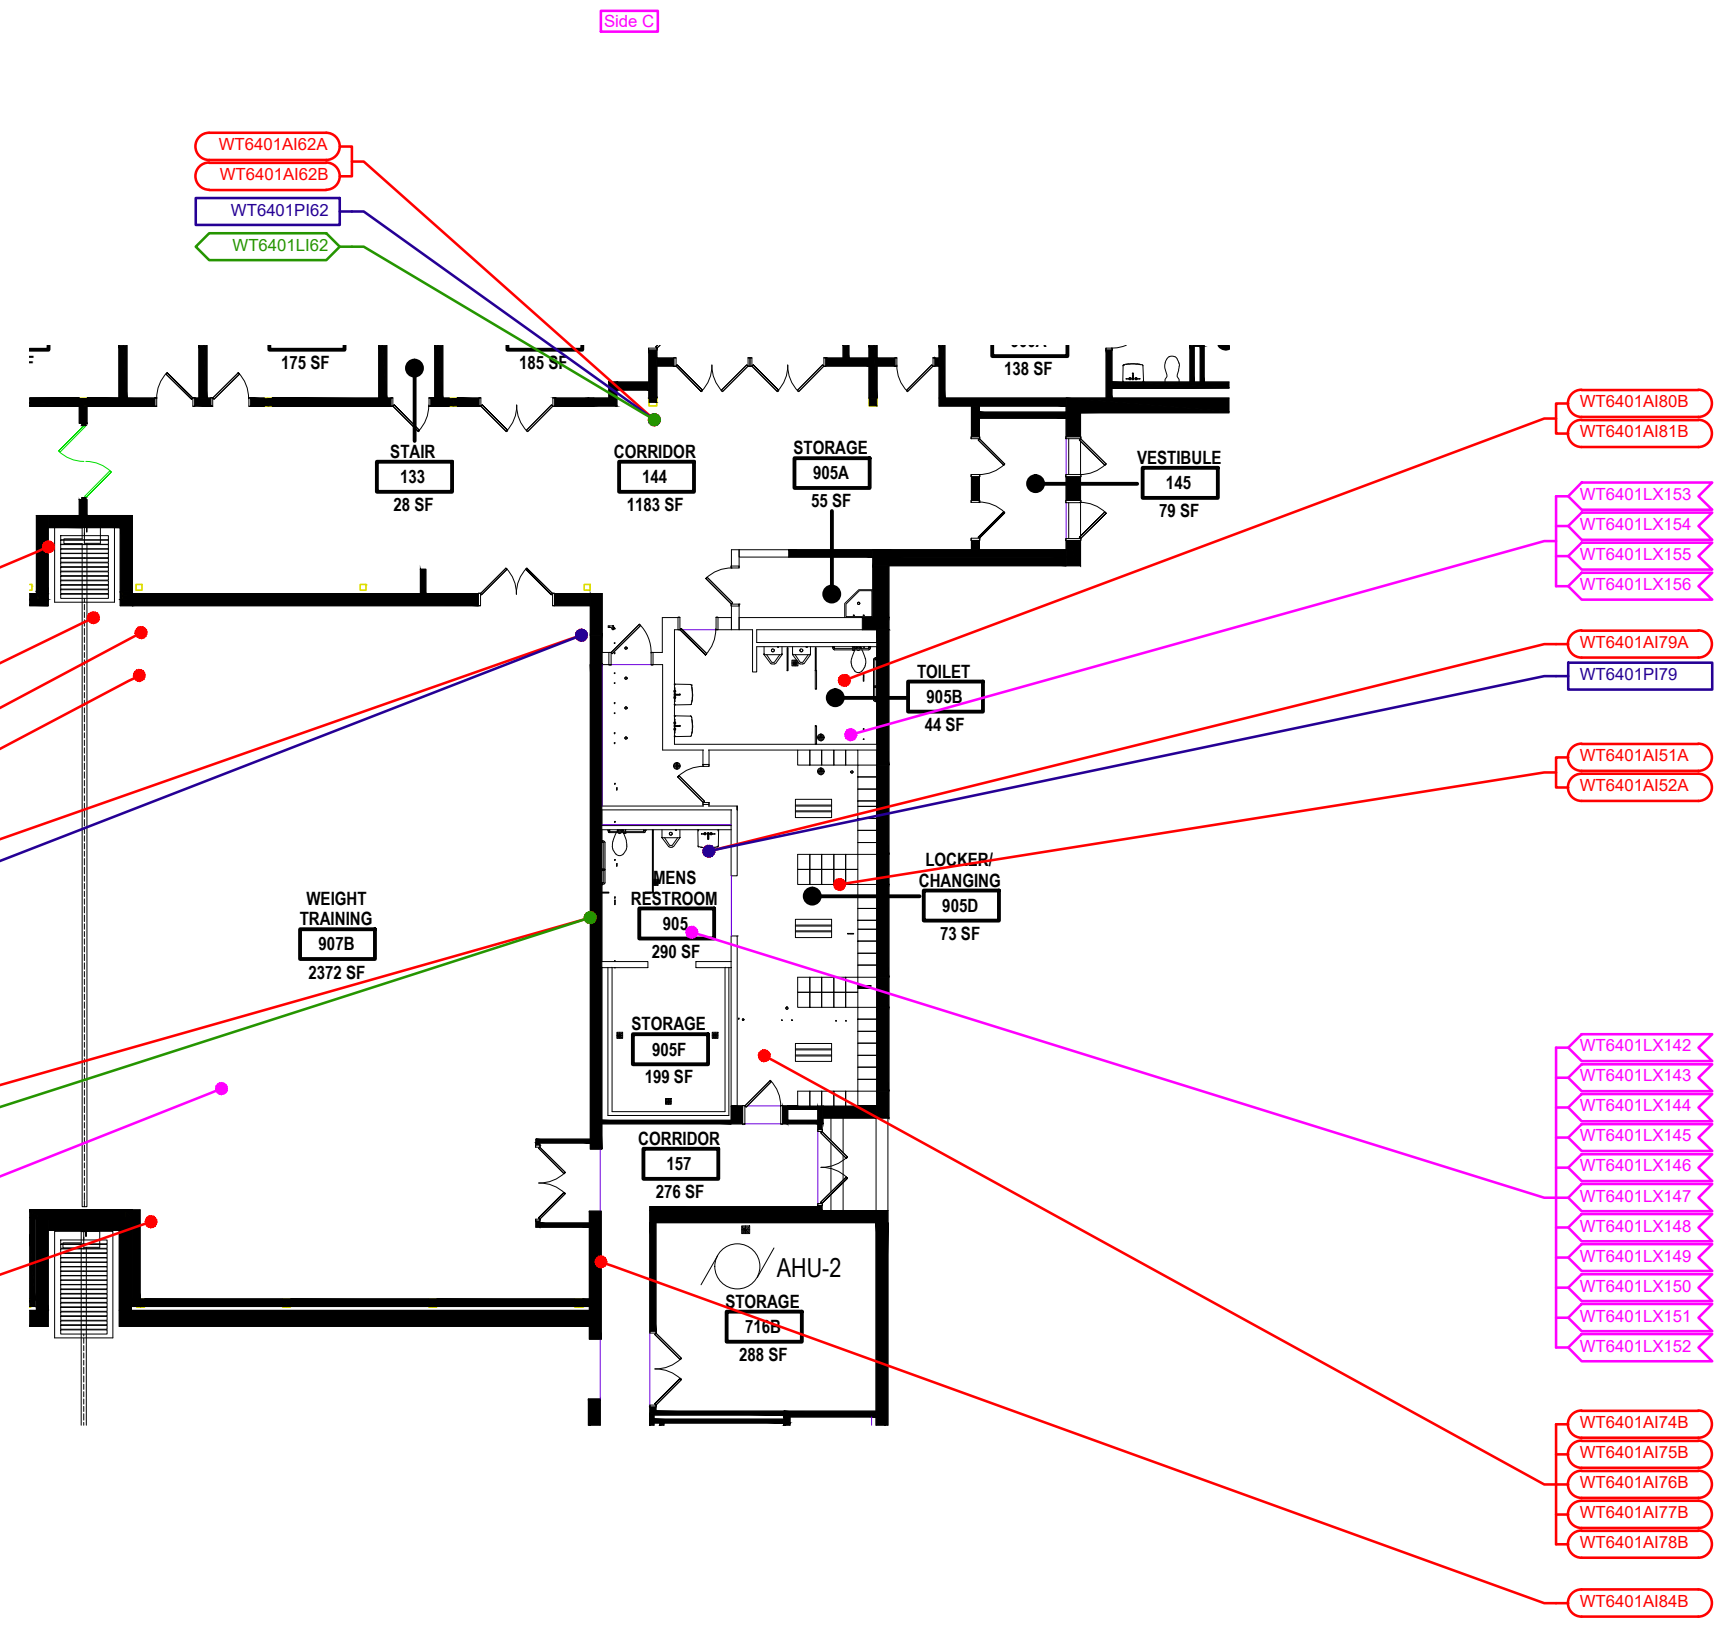 Side C
WT6401AI62A
WT6401AI62B
WT6401PI62
WT6401LI62
175 SF
185 SF
138 SF
STAIR
133
28 SF
CORRIDOR
144
1183 SF
STORAGE
905A
55 SF
VESTIBULE
145
79 SF
WT6401AI80B
WT6401AI81B
WT6401LX153
WT6401LX154
WT6401LX155
WT6401LX156
WT6401AI79A
WT6401PI79
TOILET
905B
44 SF
WT6401AI51A
WT6401AI52A
LOCKER/
CHANGING
905D
73 SF
MENS
RESTROOM
905
290 SF
WEIGHT
TRAINING
907B
2372 SF
STORAGE
905F
199 SF
WT6401LX142
WT6401LX143
WT6401LX144
WT6401LX145
WT6401LX146
WT6401LX147
WT6401LX148
WT6401LX149
WT6401LX150
WT6401LX151
WT6401LX152
CORRIDOR
157
276 SF
AHU-2
STORAGE
716B
288 SF
WT6401AI74B
WT6401AI75B
WT6401AI76B
WT6401AI77B
WT6401AI78B
WT6401AI84B